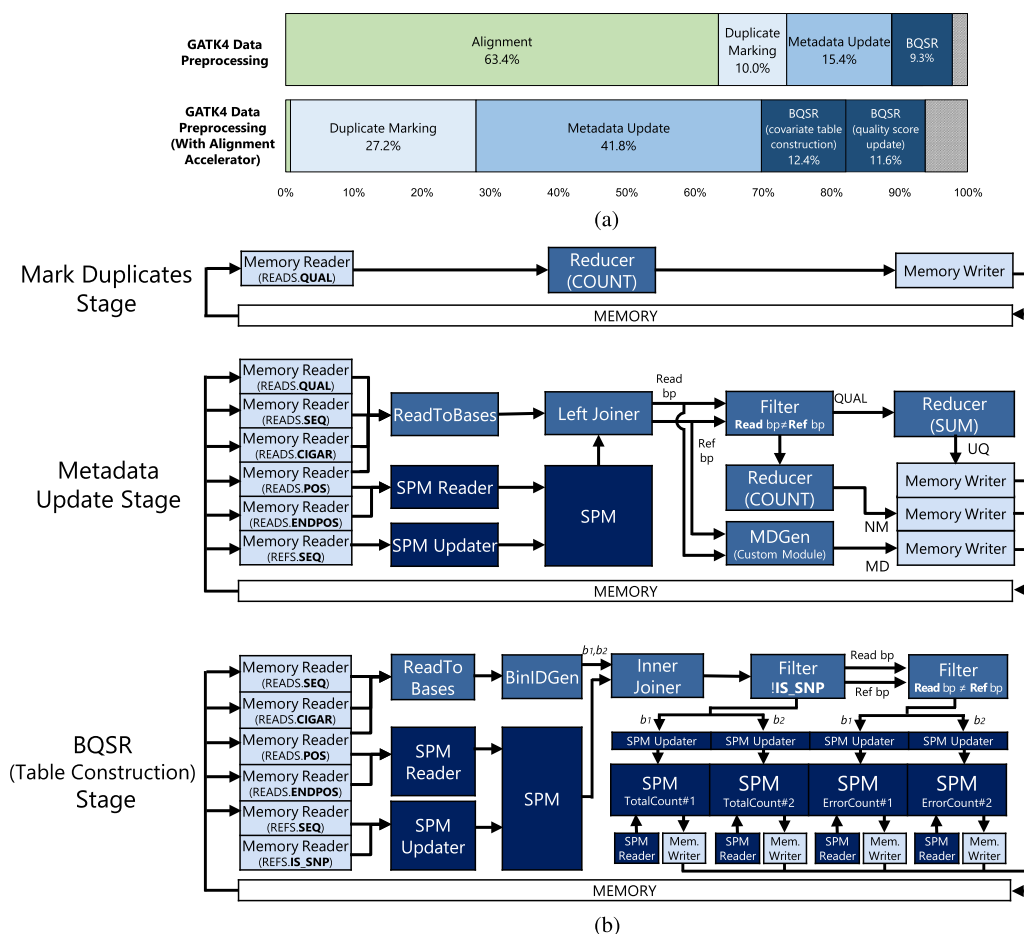 GATK4 Data
Preprocessing
Alignment
63.4%
Duplicate
Marking
10.0%
Metadata Update
15.4%
BQSR
9.3%
GATK4 Data
Preprocessing
(With Alignment
Accelerator)
Duplicate Marking
27.2%
Metadata Update
41.8%
BQSR
(covariate table
construction)
12.4%
BQSR
(quality score
update)
11.6%
0% 10% 20% 30% 40% 50% 60% 70% 80% 90% 100%
(a)
Mark Duplicates
Stage
Memory Reader
(READS.QUAL)
Reducer
(COUNT)
Memory Writer
MEMORY
Metadata
Update Stage
Memory Reader
(READS.QUAL)
Memory Reader
(READS.SEQ)
Memory Reader
(READS.CIGAR)
Memory Reader
(READS.POS)
Memory Reader
(READS.ENDPOS)
Memory Reader
(REFS.SEQ)
ReadToBases
SPM Reader
SPM Updater
Left Joiner
SPM
Read
bp
Ref
bp
Filter
Read bp≠Ref bp
QUAL
Reducer
(SUM)
UQ
Reducer
(COUNT)
NM
MDGen
(Custom Module)
MD
Memory Writer
Memory Writer
Memory Writer
MEMORY
BQSR
(Table Construction)
Stage
Memory Reader
(READS.SEQ)
Memory Reader
(READS.CIGAR)
Memory Reader
(READS.POS)
Memory Reader
(READS.ENDPOS)
Memory Reader
(REFS.SEQ)
Memory Reader
(REFS.IS_SNP)
ReadTo
Bases
BinIDGen
b1,b2
SPM
Reader
SPM
Updater
SPM
Inner
Joiner
Filter
!IS_SNP
Read bp
Ref bp
Filter
Read bp ≠ Ref bp
b1 b2 b1 b2
SPM Updater SPM Updater SPM Updater SPM Updater
SPM
TotalCount#1
SPM
TotalCount#2
SPM
ErrorCount#1
SPM
ErrorCount#2
SPM
Reader
Mem.
Writer
SPM
Reader
Mem.
Writer
SPM
Reader
Mem.
Writer
SPM
Reader
Mem.
Writer
MEMORY
(b)